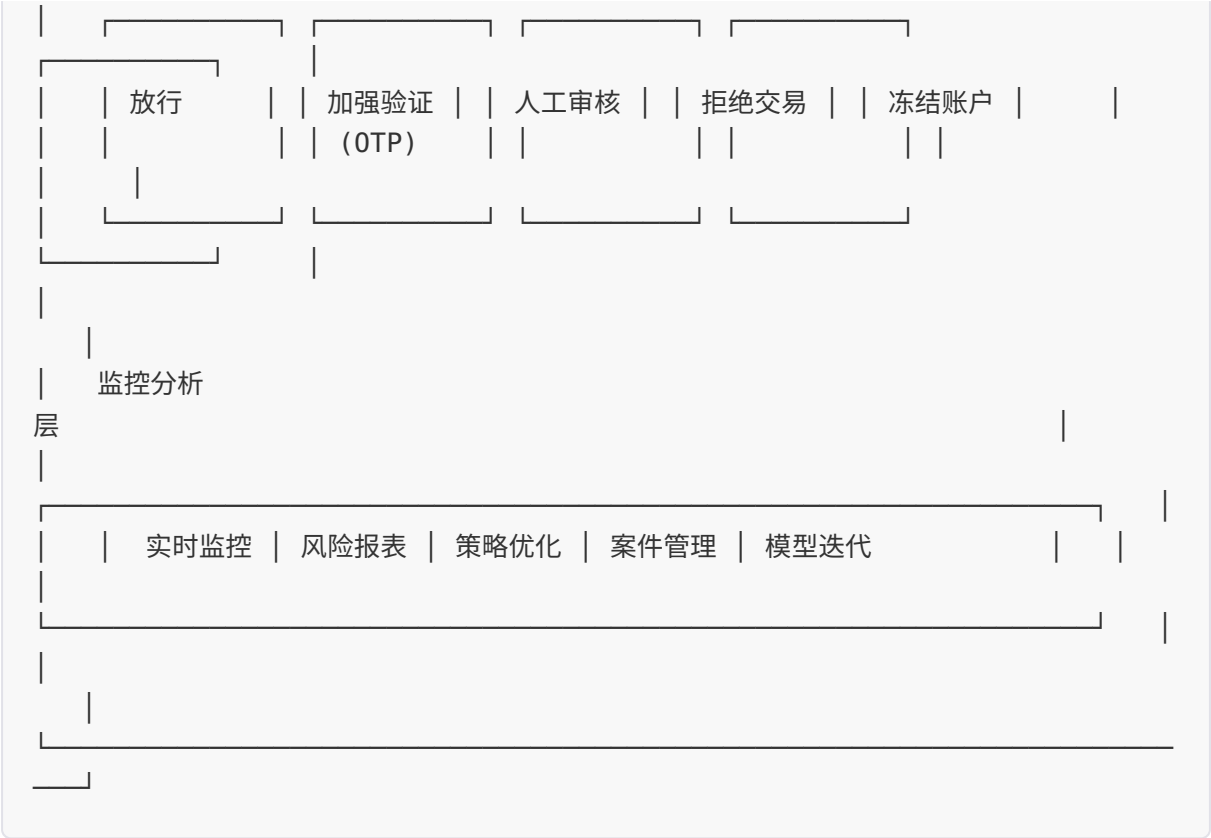 放行 加强验证 人工审核 拒绝交易 冻结账户
(OTP)
监控分析
层
实时监控 风险报表 策略优化 案件管理 模型迭代